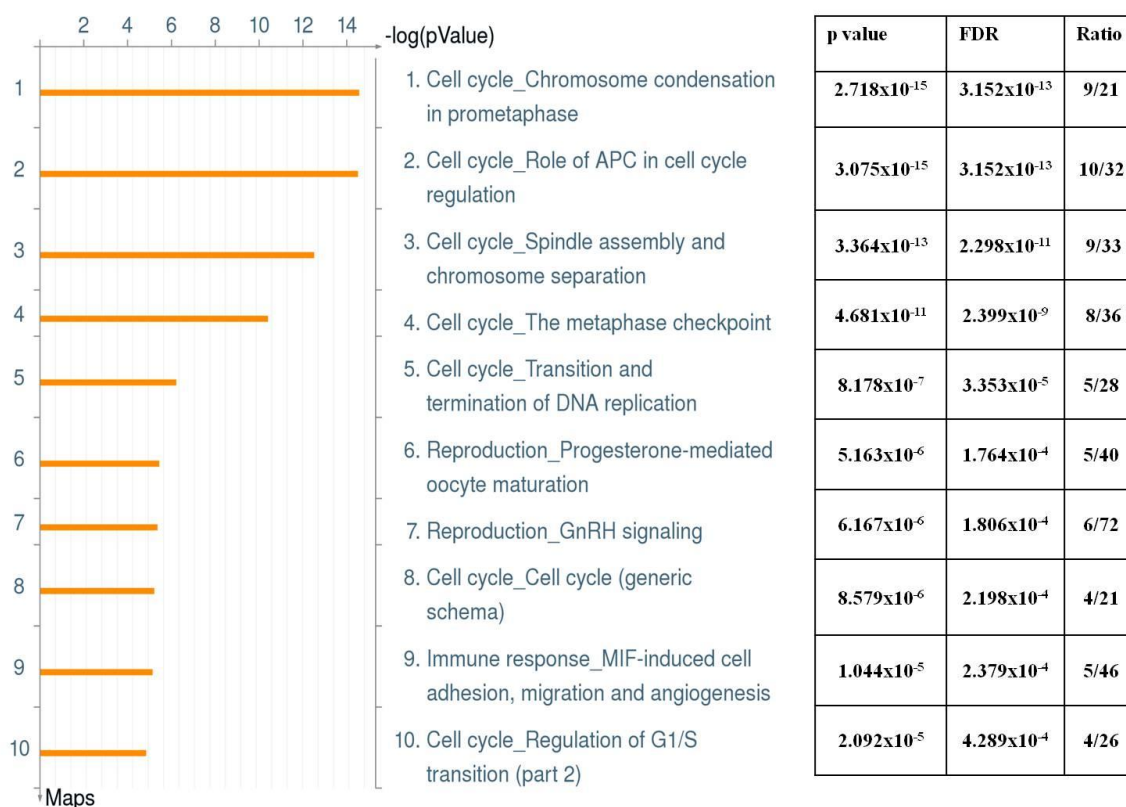 2 4 6 8 10 12 14
-log(pValue)
1
2
3
4
5
6
7
8
9
10
Maps
1. Cell cycle_Chromosome condensation
in prometaphase
2. Cell cycle_Role of APC in cell cycle
regulation
3. Cell cycle_Spindle assembly and
chromosome separation
4. Cell cycle_The metaphase checkpoint
5. Cell cycle_Transition and
termination of DNA replication
6. Reproduction_Progesterone-mediated
oocyte maturation
7. Reproduction_GnRH signaling
8. Cell cycle_Cell cycle (generic
schema)
9. Immune response_MIF-induced cell
adhesion, migration and angiogenesis
10. Cell cycle_Regulation of G1/S
transition (part 2)
p value FDR Ratio
2.718x10⁻¹⁵ 3.152x10⁻¹³ 9/21
3.075x10⁻¹⁵ 3.152x10⁻¹³ 10/32
3.364x10⁻¹³ 2.298x10⁻¹¹ 9/33
4.681x10⁻¹¹ 2.399x10⁻⁹ 8/36
8.178x10⁻⁷ 3.353x10⁻⁵ 5/28
5.163x10⁻⁶ 1.764x10⁻⁴ 5/40
6.167x10⁻⁶ 1.806x10⁻⁴ 6/72
8.579x10⁻⁶ 2.198x10⁻⁴ 4/21
1.044x10⁻⁵ 2.379x10⁻⁴ 5/46
2.092x10⁻⁵ 4.289x10⁻⁴ 4/26